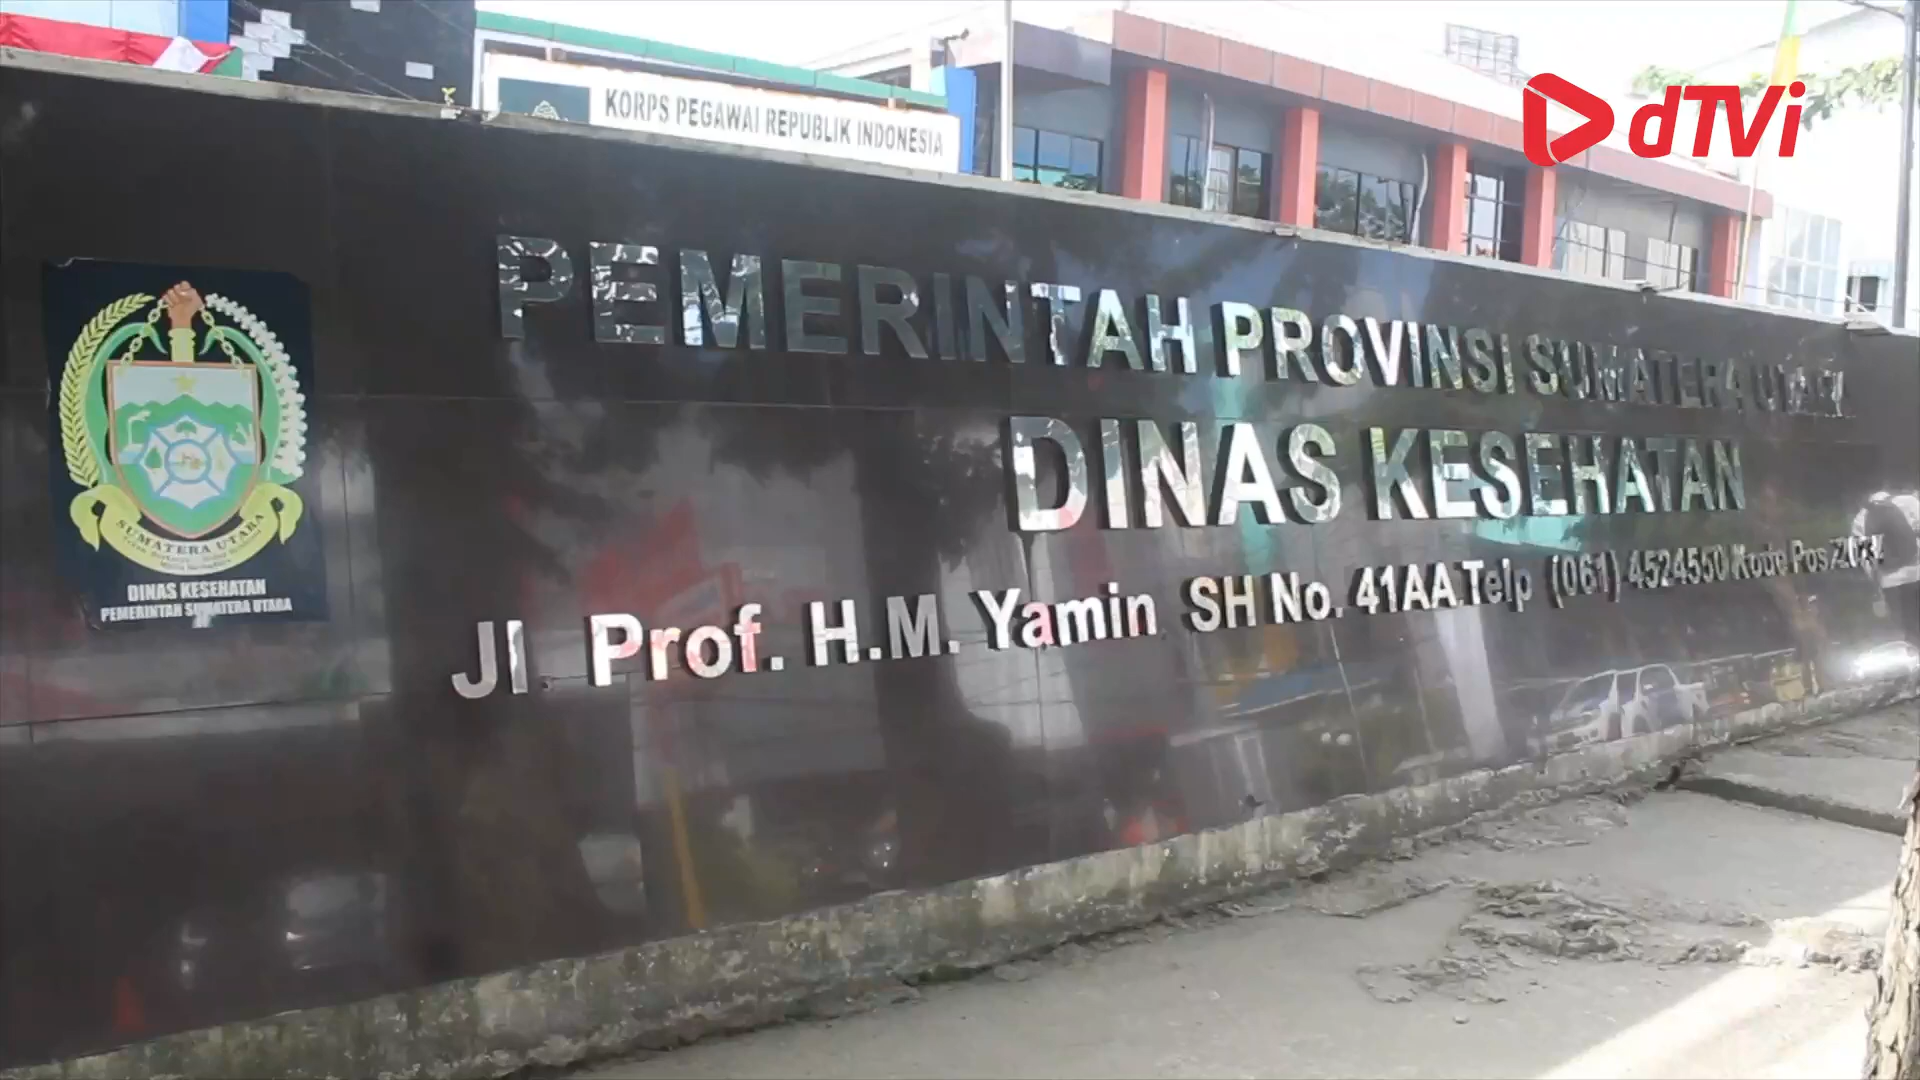 dTVi
KORPS PEGAWAI REPUBLIK INDONESIA
PEMERINTAH PROVINSI SUMATERA UTARA
DINAS KESEHATAN
Jl. Prof. H.M. Yamin SH No. 41AA.Telp (061) 4524550 Kode Pos
SUMATERA UTARA
DINAS KESEHATAN
PEMERINTAH SUMATERA UTARA